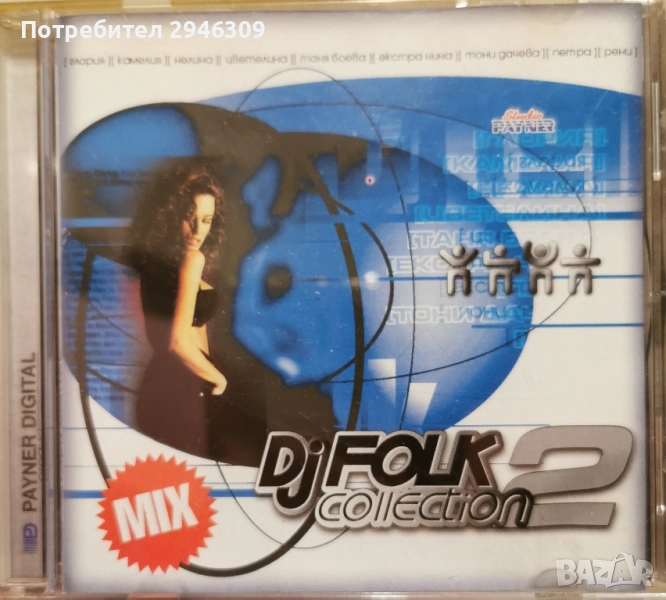 Потребител 2946309
[глория][камелия][нелина][цветелина][таня боева][екстра нина][тони дачева][петра][рени]
Studio
PAYNER
PAYNER DIGITAL
MIX
Dj FOLK
collection 2
BAZAR